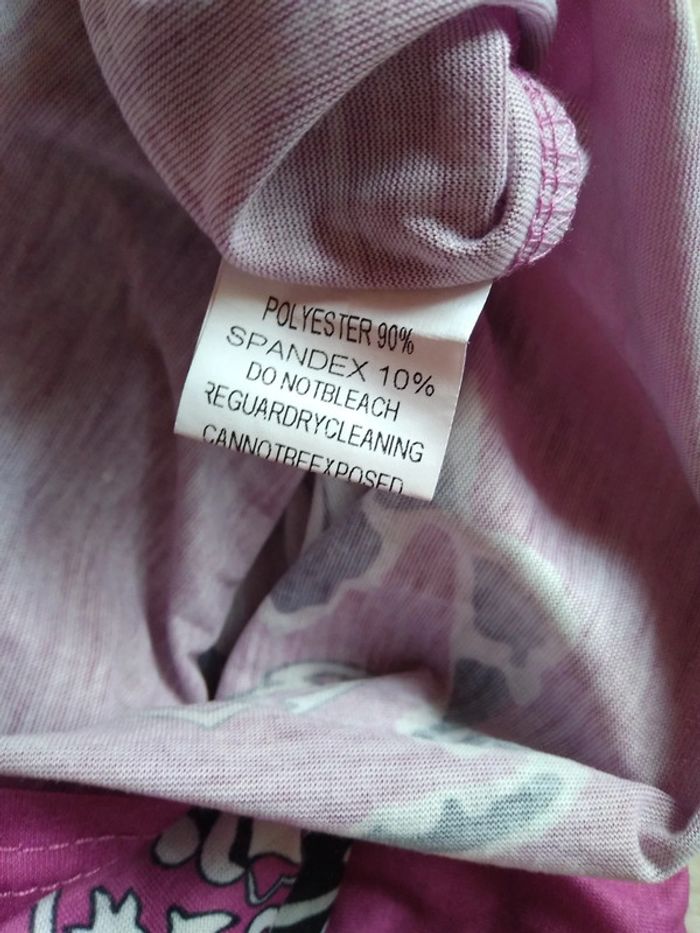 POLYESTER 90%
SPANDEX 10%
DO NOTBLEACH
REGUARDRYCLEANING
CANNOTBEEXPOSED